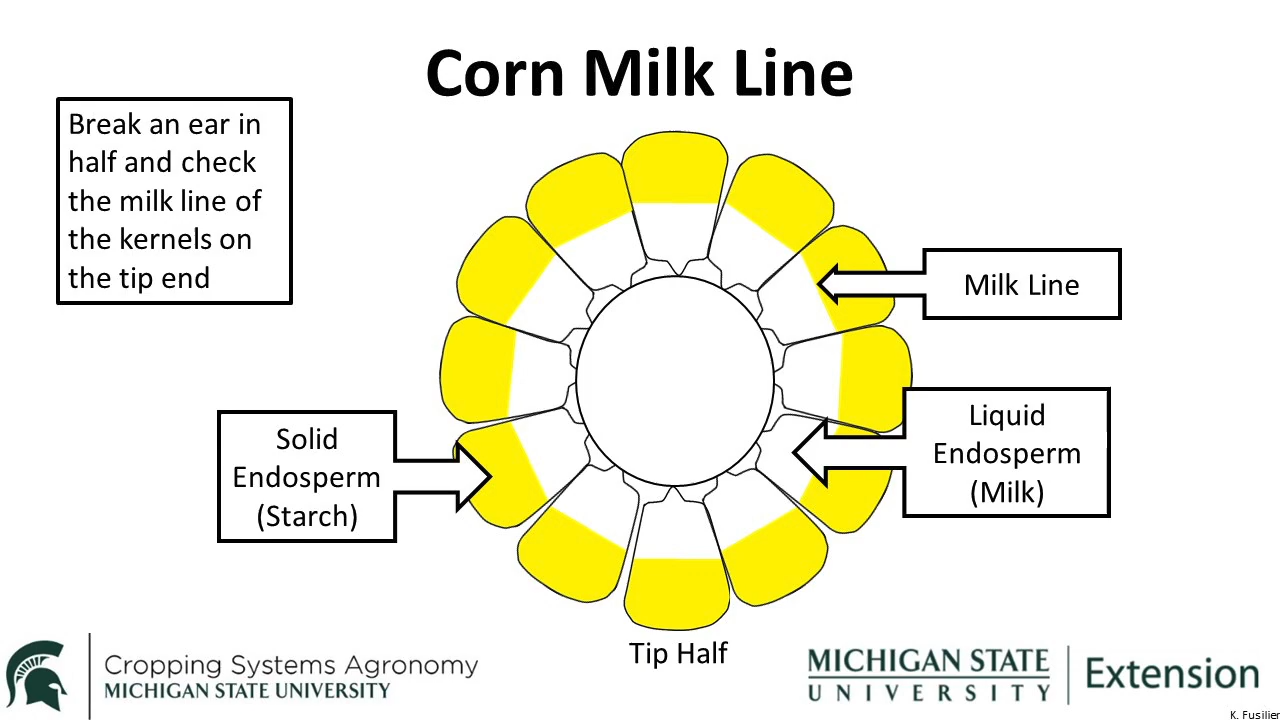 Corn Milk Line
Break an ear in
half and check
the milk line of
the kernels on
the tip end
Milk Line
Liquid
Endosperm
(Milk)
Solid
Endosperm
(Starch)
Tip Half
Cropping Systems Agronomy
MICHIGAN STATE UNIVERSITY
MICHIGAN STATE
UNIVERSITY
Extension
K. Fusilier